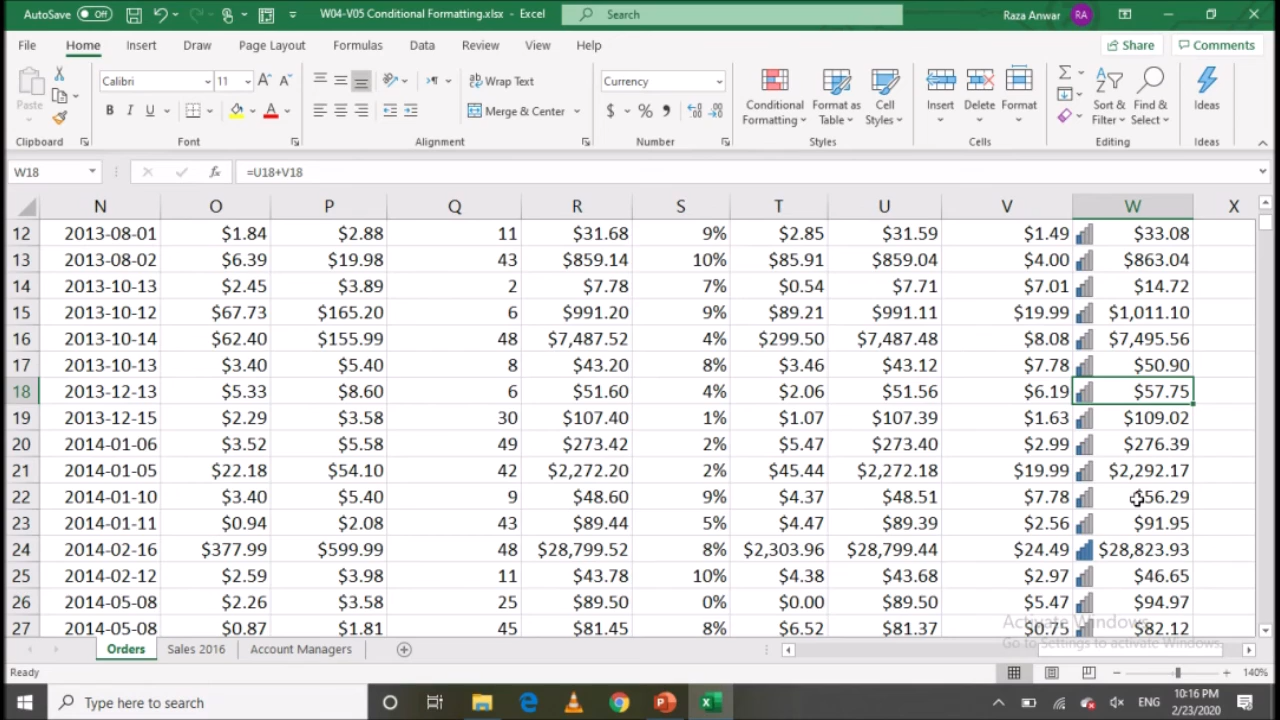 AutoSave Off W04-V05 Conditional Formatting.xlsx - Excel Search Raza Anwar RA
File Home Insert Draw Page Layout Formulas Data Review View Help Share Comments
Paste Calibri 11 A A Wrap Text Currency Conditional Formatting Format as Table Cell Styles Insert Delete Format Sort & Filter Find & Select Ideas
B I U A Merge & Center $ % ,
Clipboard Font Alignment Number Styles Cells Editing Ideas
W18 fx =U18+V18
N O P Q R S T U V W X
12 2013-08-01 $1.84 $2.88 11 $31.68 9% $2.85 $31.59 $1.49 $33.08
13 2013-08-02 $6.39 $19.98 43 $859.14 10% $85.91 $859.04 $4.00 $863.04
14 2013-10-13 $2.45 $3.89 2 $7.78 7% $0.54 $7.71 $7.01 $14.72
15 2013-10-12 $67.73 $165.20 6 $991.20 9% $89.21 $991.11 $19.99 $1,011.10
16 2013-10-14 $62.40 $155.99 48 $7,487.52 4% $299.50 $7,487.48 $8.08 $7,495.56
17 2013-10-13 $3.40 $5.40 8 $43.20 8% $3.46 $43.12 $7.78 $50.90
18 2013-12-13 $5.33 $8.60 6 $51.60 4% $2.06 $51.56 $6.19 $57.75
19 2013-12-15 $2.29 $3.58 30 $107.40 1% $1.07 $107.39 $1.63 $109.02
20 2014-01-06 $3.52 $5.58 49 $273.42 2% $5.47 $273.40 $2.99 $276.39
21 2014-01-05 $22.18 $54.10 42 $2,272.20 2% $45.44 $2,272.18 $19.99 $2,292.17
22 2014-01-10 $3.40 $5.40 9 $48.60 9% $4.37 $48.51 $7.78 $56.29
23 2014-01-11 $0.94 $2.08 43 $89.44 5% $4.47 $89.39 $2.56 $91.95
24 2014-02-16 $377.99 $599.99 48 $28,799.52 8% $2,303.96 $28,799.44 $24.49 $28,823.93
25 2014-02-12 $2.59 $3.98 11 $43.78 10% $4.38 $43.68 $2.97 $46.65
26 2014-05-08 $2.26 $3.58 25 $89.50 0% $0.00 $89.50 $5.47 $94.97
27 2014-05-08 $0.87 $1.81 45 $81.45 8% $6.52 $81.37 $0.75 $82.12
Activate Windows
Go to Settings to activate Windows.
Orders Sales 2016 Account Managers
Ready 140%
Type here to search ENG 10:16 PM
2/23/2020